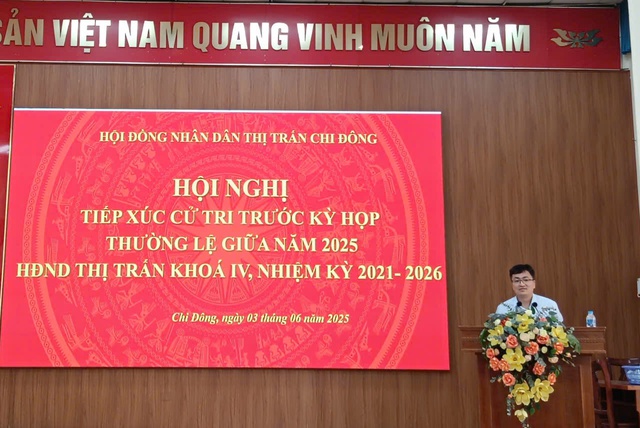 SẢN VIỆT NAM QUANG VINH MUÔN NĂM
HỘI ĐỒNG NHÂN DÂN THỊ TRẤN CHI ĐÔNG
HỘI NGHỊ
TIẾP XÚC CỬ TRI TRƯỚC KỲ HỌP
THƯỜNG LỆ GIỮA NĂM 2025
HĐND THỊ TRẤN KHOÁ IV, NHIỆM KỲ 2021- 2026
Chi Đông, ngày 03 tháng 06 năm 2025